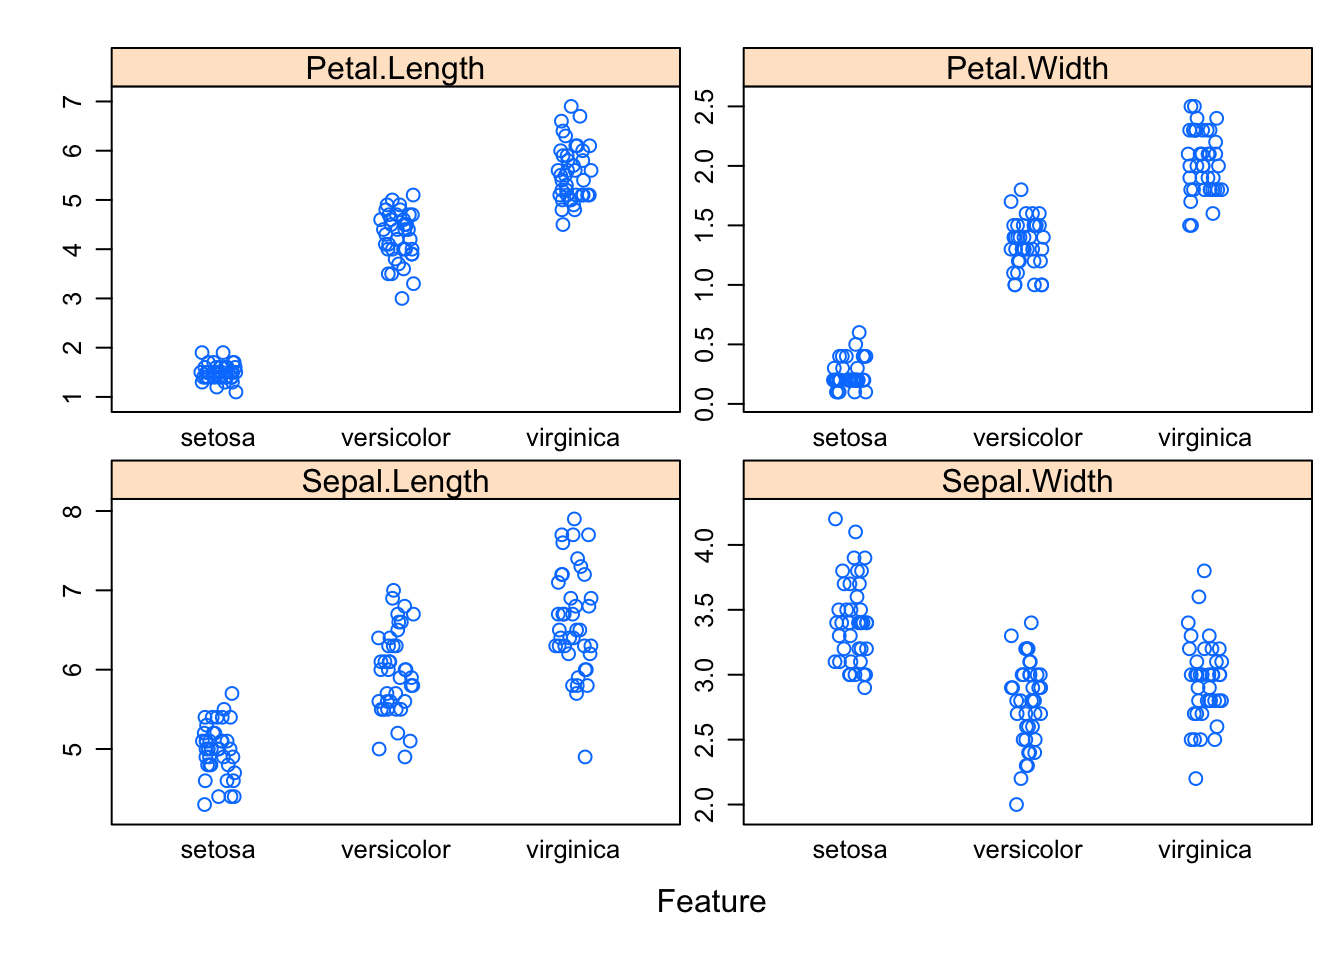 Petal.Length
Petal.Width
7
6
5
4
3
2
1
2.5
2.0
1.5
1.0
0.5
0.0
setosa versicolor virginica
setosa versicolor virginica
Sepal.Length
Sepal.Width
8
7
6
5
4.0
3.5
3.0
2.5
2.0
setosa versicolor virginica
setosa versicolor virginica
Feature